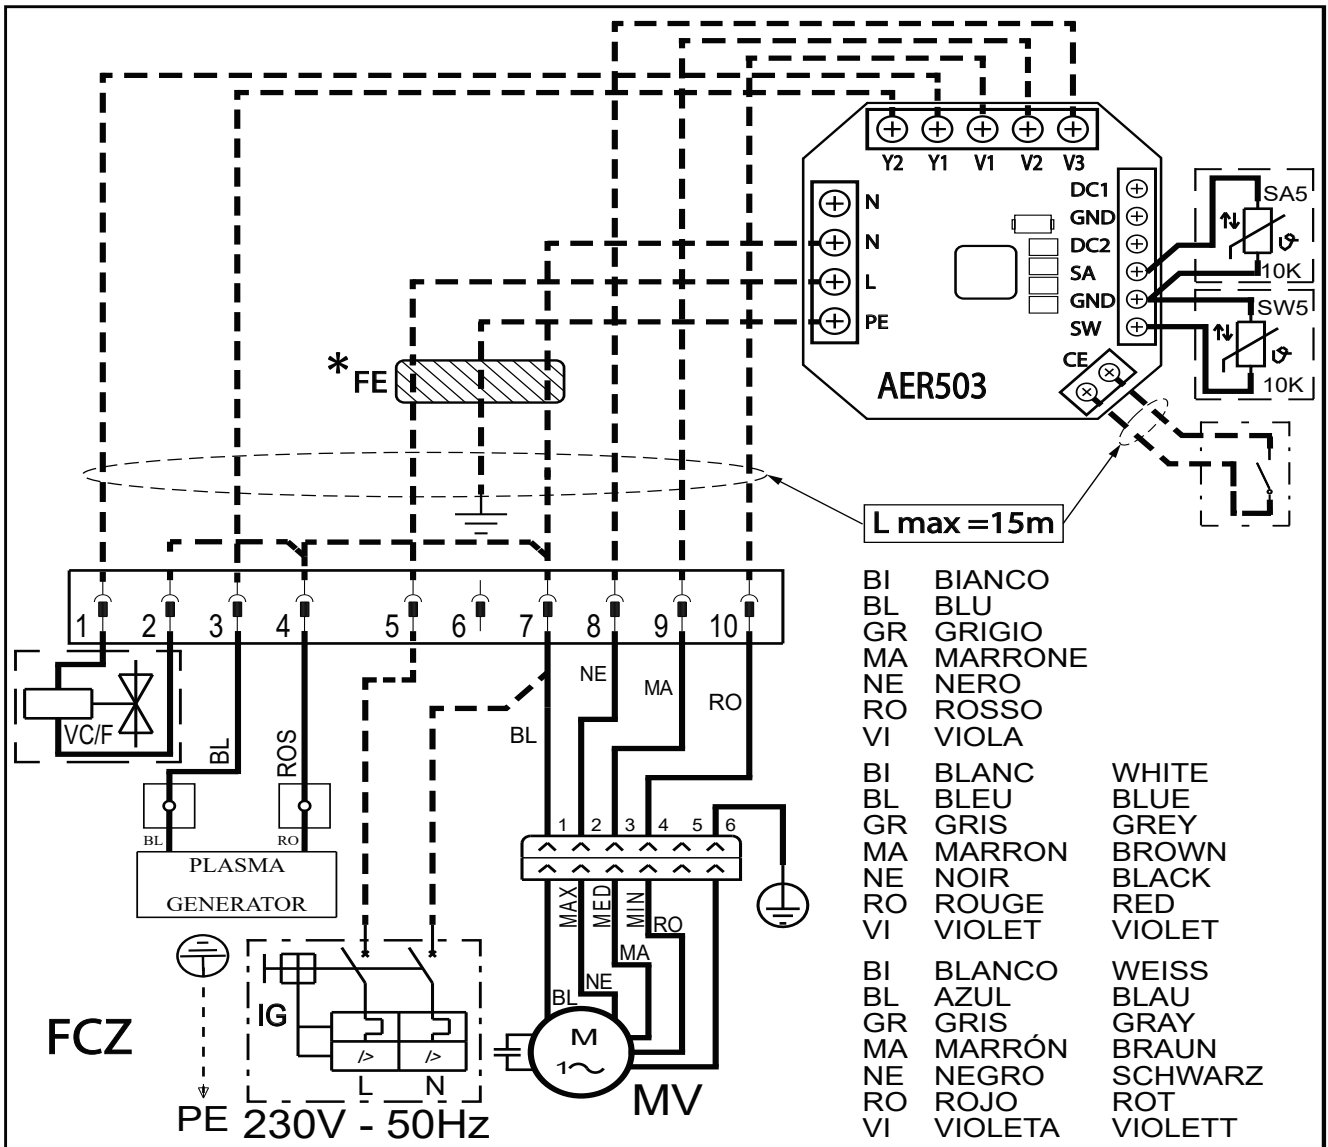 Y2 Y1 V1 V2 V3
N
N
L
PE
DC1
GND
DC2
SA
GND
SW
CE
AER503
SA5
10K
SW5
10K
* FE
L max =15m
1 2 3 4 5 6 7 8 9 10
VC/F
BL
ROS
BL
NE
MA
RO
BL RO
PLASMA
GENERATOR
1 2 3 4 5 6
MAX
MED
MIN
RO
MA
NE
BL
M
1~
MV
IG
/> />
L N
230V - 50Hz
PE
FCZ
BI BIANCO
BL BLU
GR GRIGIO
MA MARRONE
NE NERO
RO ROSSO
VI VIOLA
BI BLANC WHITE
BL BLEU BLUE
GR GRIS GREY
MA MARRON BROWN
NE NOIR BLACK
RO ROUGE RED
VI VIOLET VIOLET
BI BLANCO WEISS
BL AZUL BLAU
GR GRIS GRAY
MA MARRÓN BRAUN
NE NEGRO SCHWARZ
RO ROJO ROT
VI VIOLETA VIOLETT